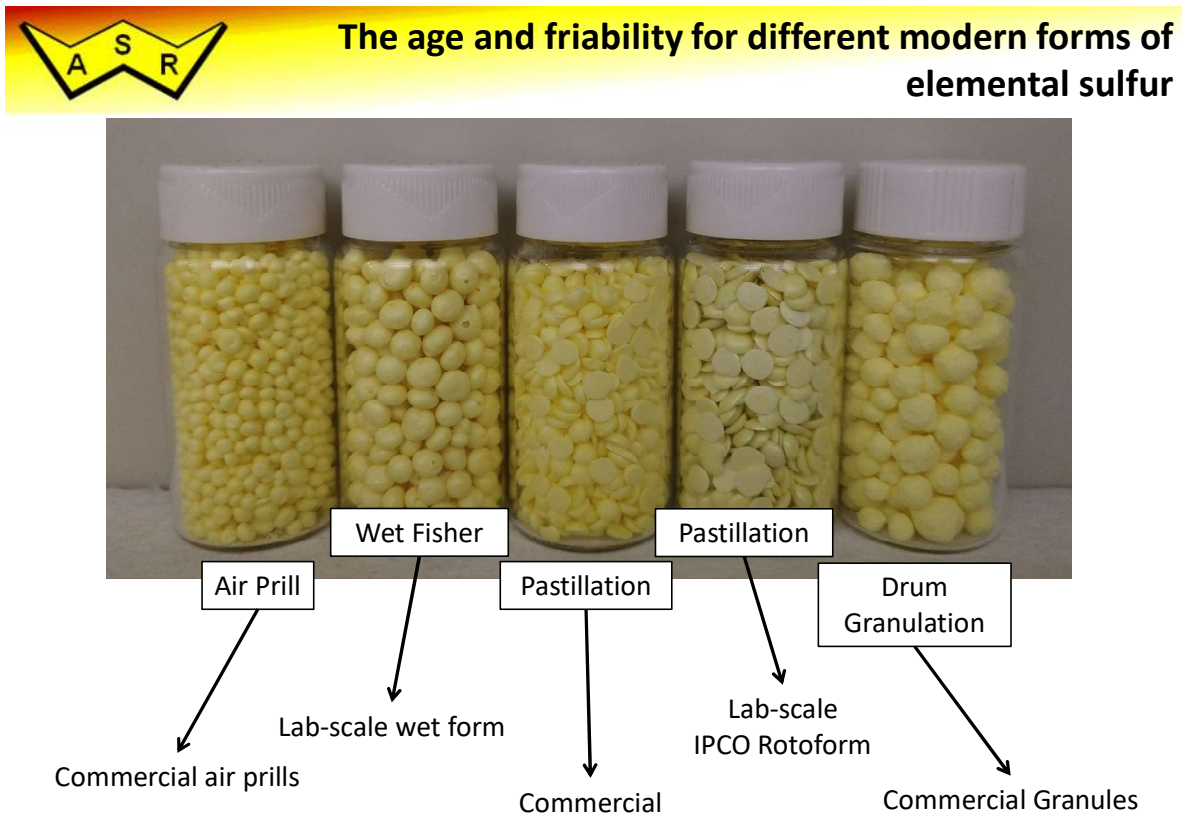 A S R
The age and friability for different modern forms of
elemental sulfur
Wet Fisher
Pastillation
Air Prill
Pastillation
Drum
Granulation
Lab-scale wet form
Lab-scale
IPCO Rotoform
Commercial air prills
Commercial
Commercial Granules